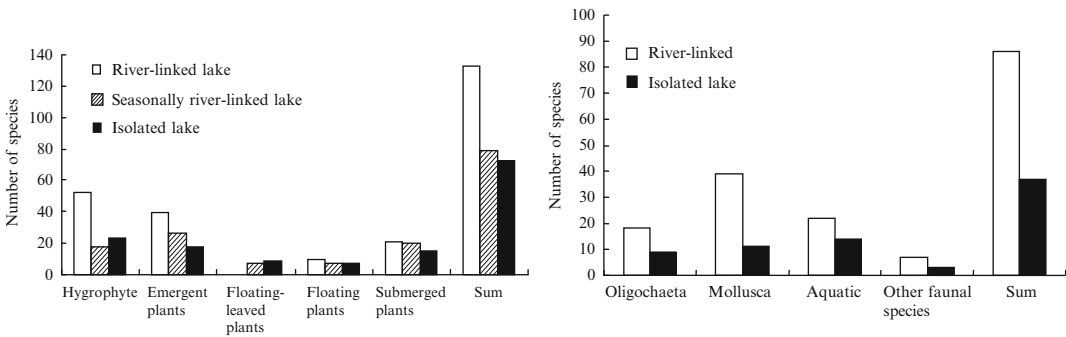 140
120
100
80
60
40
20
0
Number of species
River-linked lake
Seasonally river-linked lake
Isolated lake
Hygrophyte
Emergent
plants
Floating-
leaved
plants
Floating
plants
Submerged
plants
Sum
100
90
80
70
60
50
40
30
20
10
0
Number of species
River-linked
Isolated lake
Oligochaeta
Mollusca
Aquatic
Other faunal
species
Sum